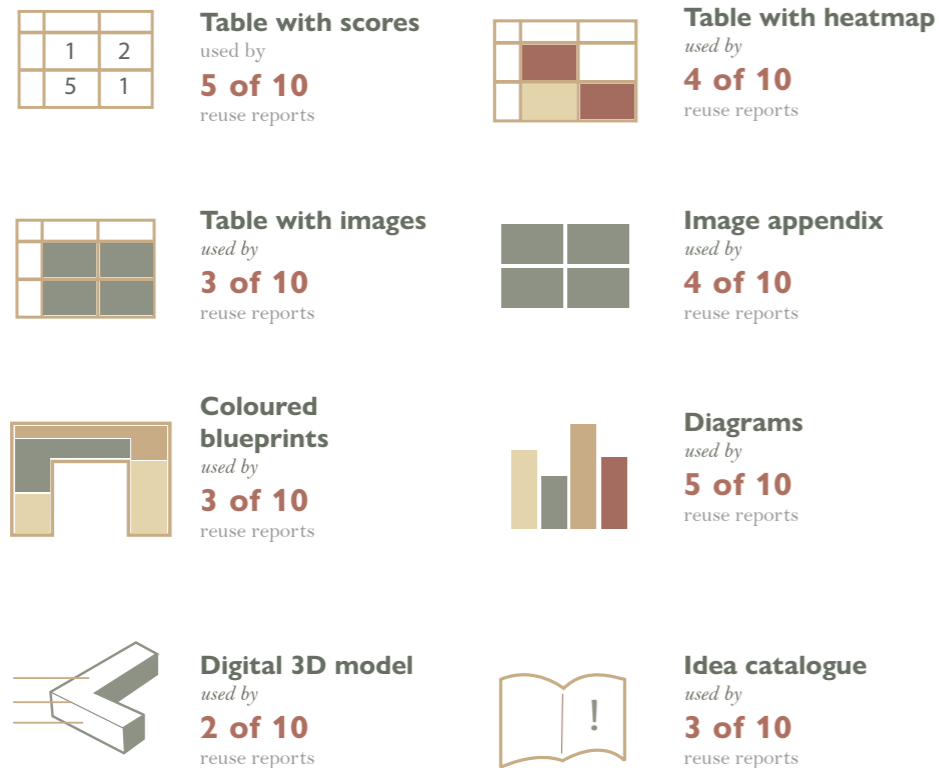 Table with scores
used by
5 of 10
reuse reports
1 2
5 1
Table with heatmap
used by
4 of 10
reuse reports
Table with images
used by
3 of 10
reuse reports
Image appendix
used by
4 of 10
reuse reports
Coloured
blueprints
used by
3 of 10
reuse reports
Diagrams
used by
5 of 10
reuse reports
Digital 3D model
used by
2 of 10
reuse reports
Idea catalogue
used by
3 of 10
reuse reports
!